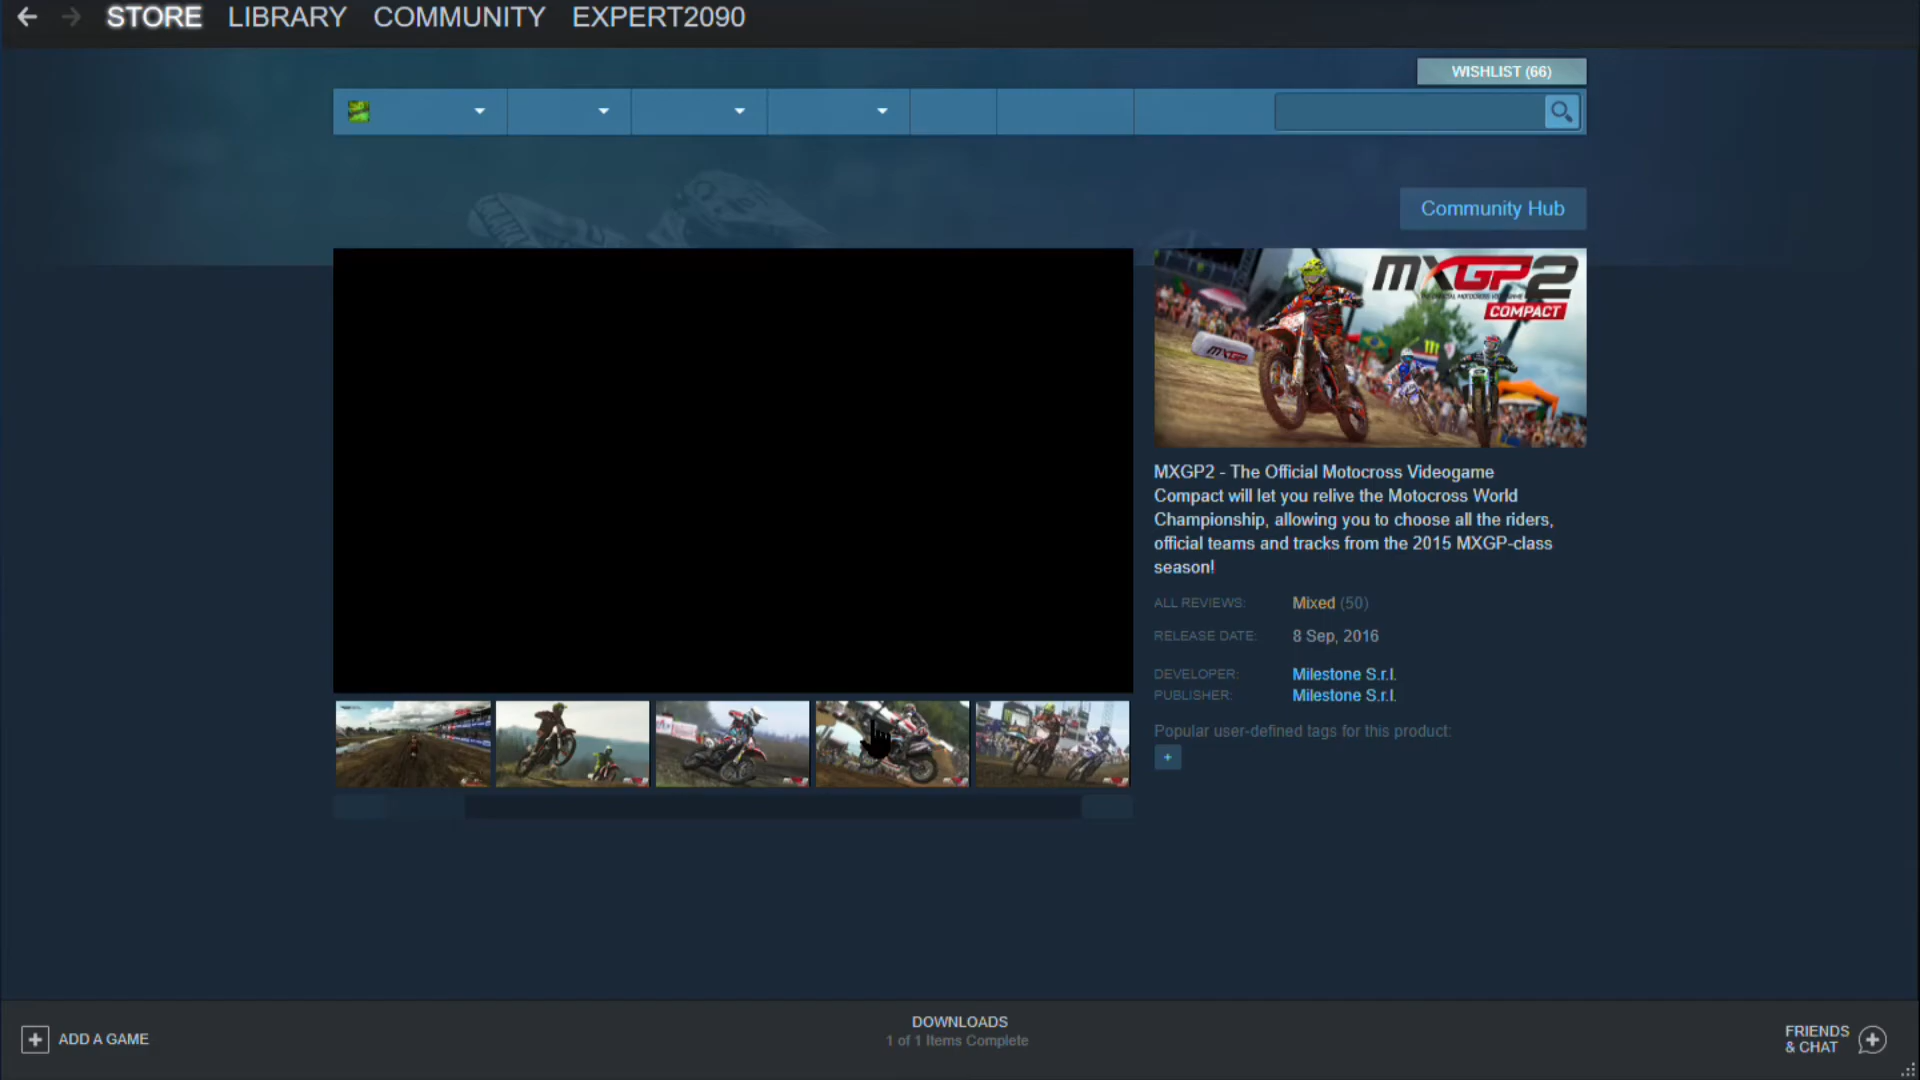 STORE LIBRARY COMMUNITY EXPERT2090
WISHLIST (66)
Community Hub
MXGP2
COMPACT
MXGP
MXGP2 - The Official Motocross Videogame
Compact will let you relive the Motocross World
Championship, allowing you to choose all the riders,
official teams and tracks from the 2015 MXGP-class
season!
ALL REVIEWS: Mixed (50)
RELEASE DATE: 8 Sep, 2016
DEVELOPER: Milestone S.r.l.
PUBLISHER: Milestone S.r.l.
Popular user-defined tags for this product:
+
ADD A GAME
DOWNLOADS
1 of 1 Items Complete
FRIENDS
& CHAT